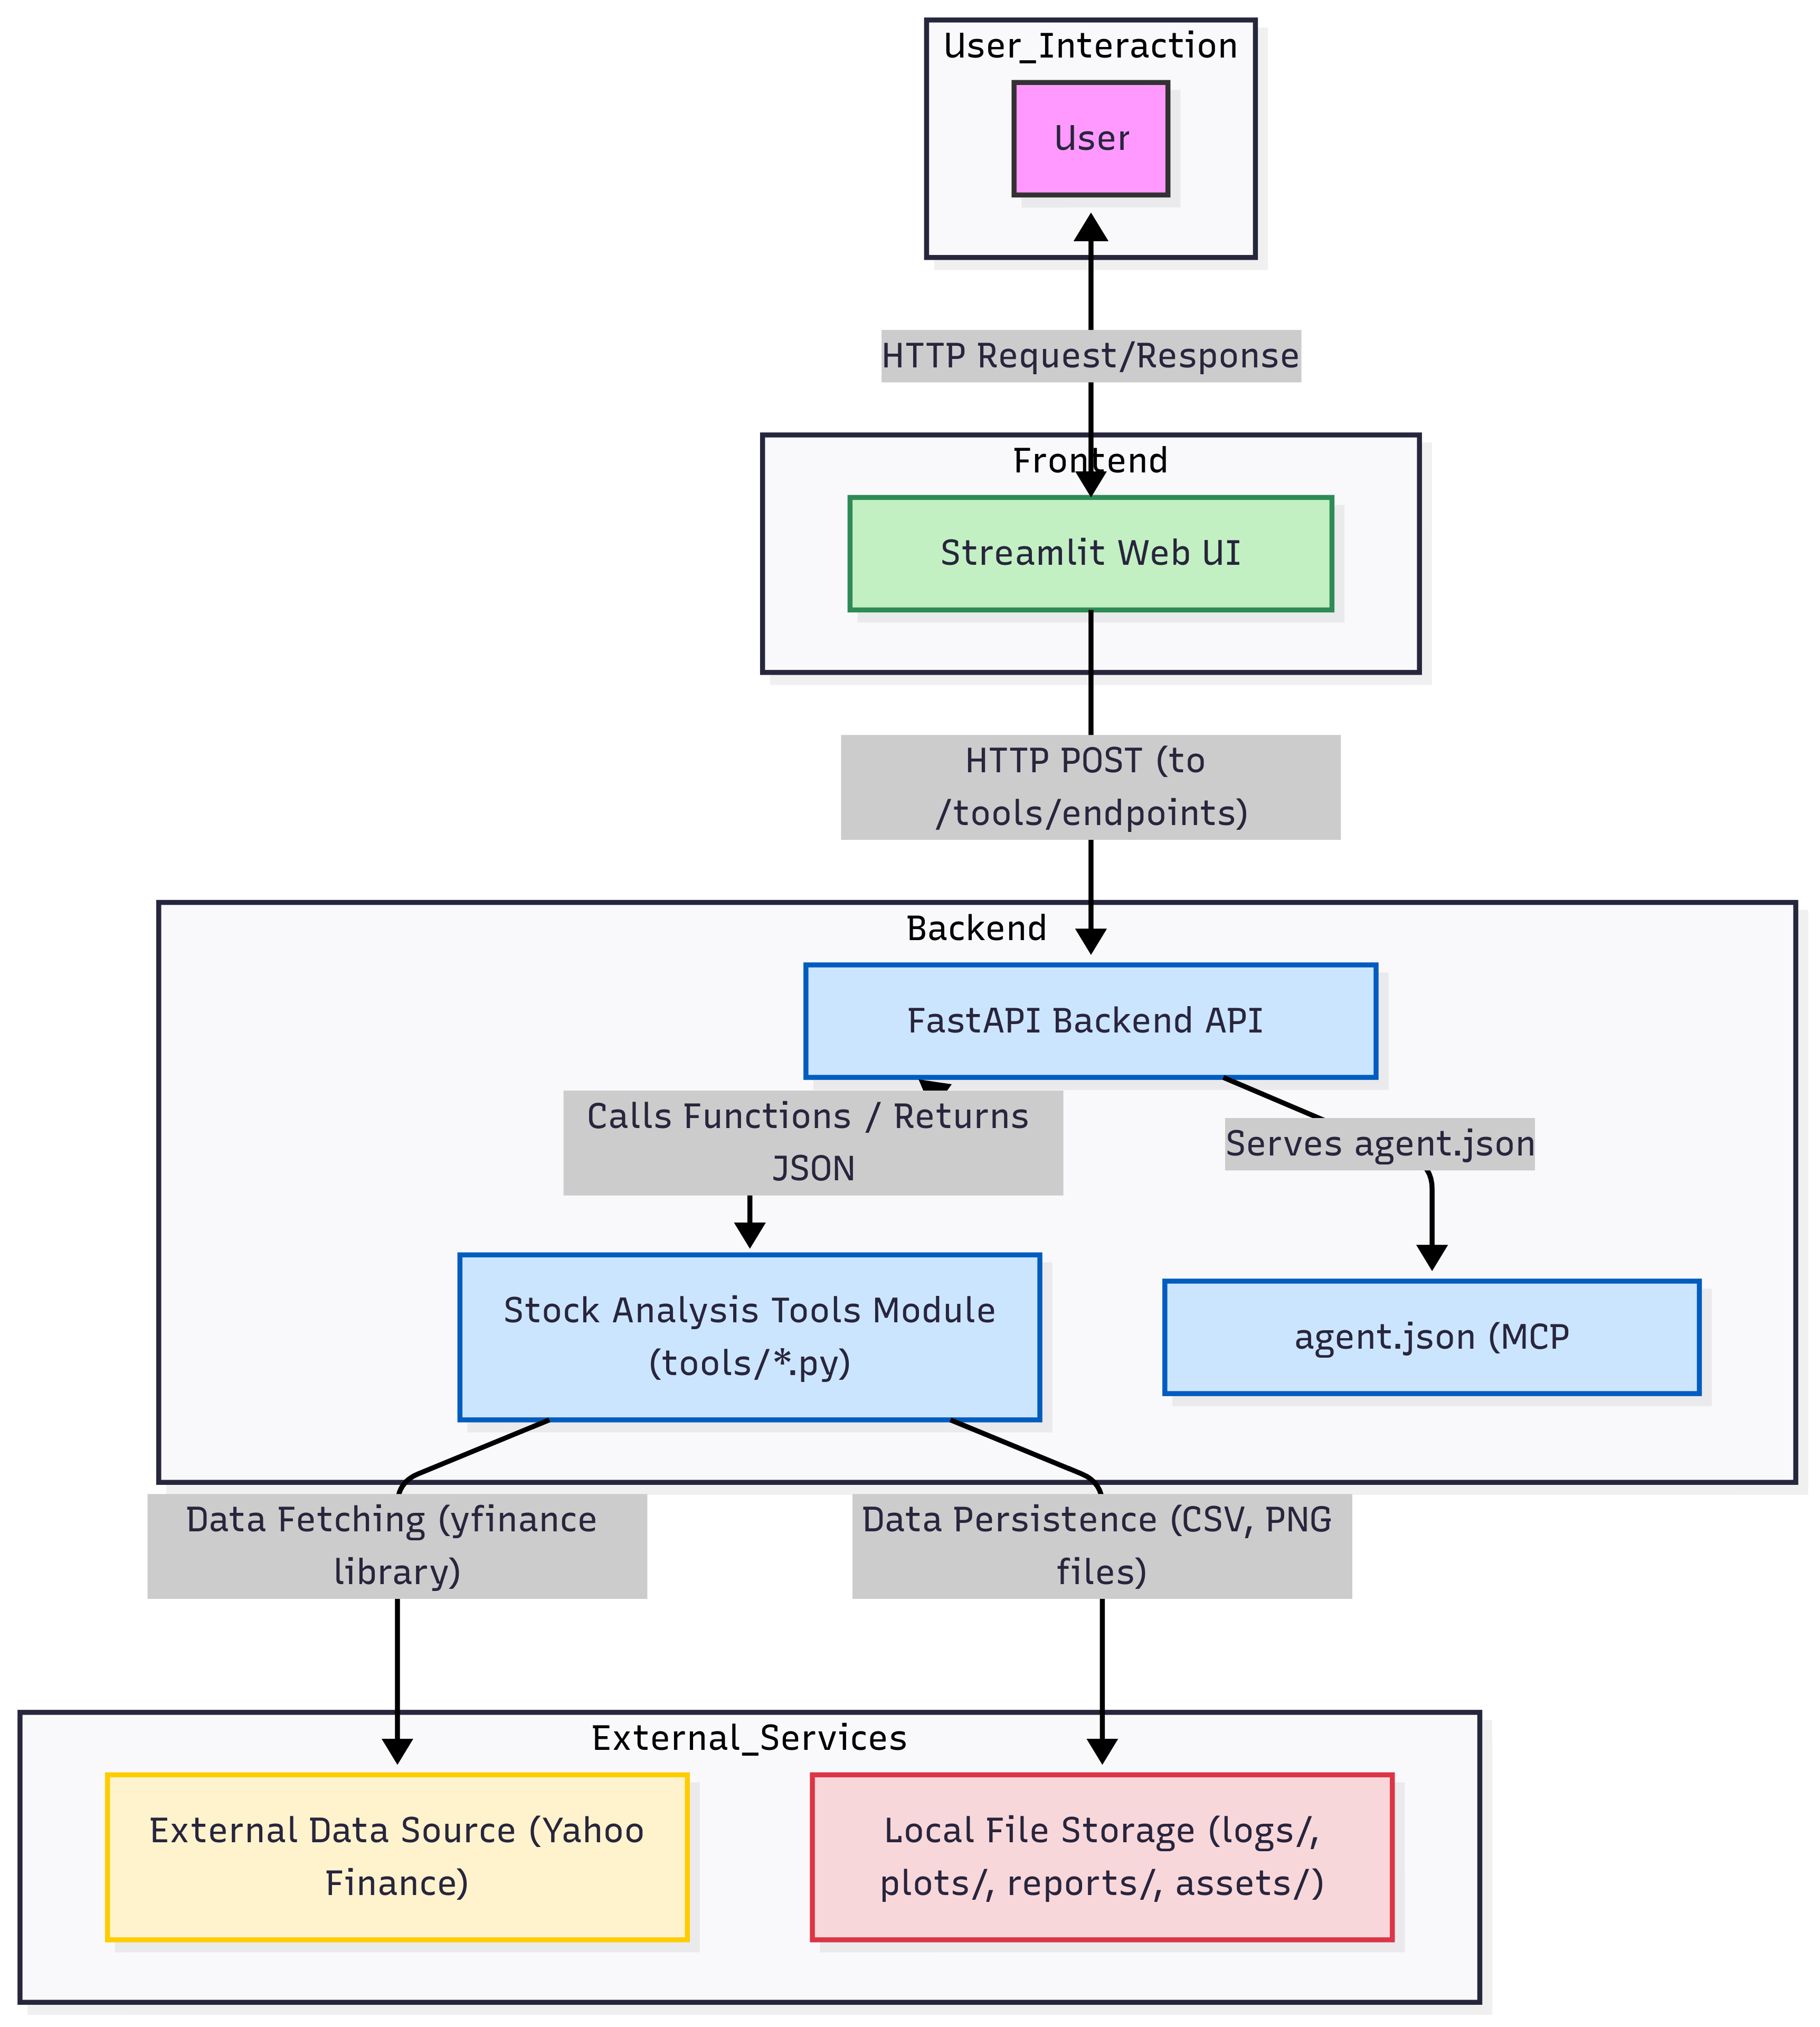 User_Interaction
User
HTTP Request/Response
Frontend
Streamlit Web UI
HTTP POST (to
/tools/endpoints)
Backend
FastAPI Backend API
Calls Functions / Returns
JSON
Serves agent.json
Stock Analysis Tools Module
(tools/*.py)
agent.json (MCP
Data Fetching (yfinance
library)
Data Persistence (CSV, PNG
files)
External_Services
External Data Source (Yahoo
Finance)
Local File Storage (logs/,
plots/, reports/, assets/)